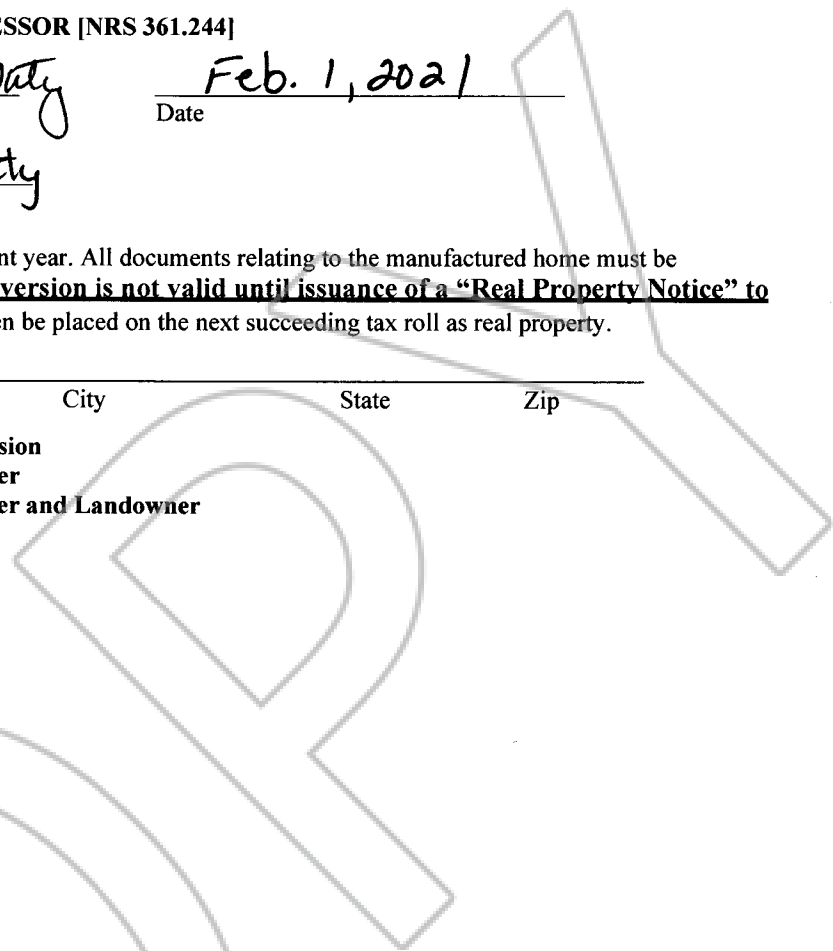 ESSOR [NRS 361.244]
Feb. 1, 2021
Date
nt year. All documents relating to the manufactured home must be
version is not valid until issuance of a “Real Property Notice” to
en be placed on the next succeeding tax roll as real property.
City State Zip
sion
er
er and Landowner
OPY